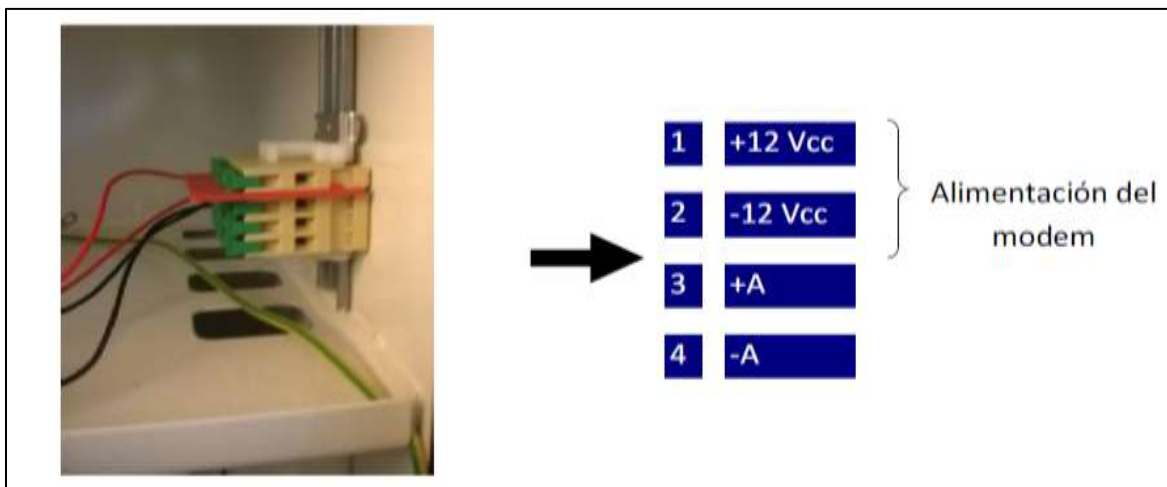 1 +12 Vcc
2 -12 Vcc
Alimentación del
modem
3 +A
4 -A